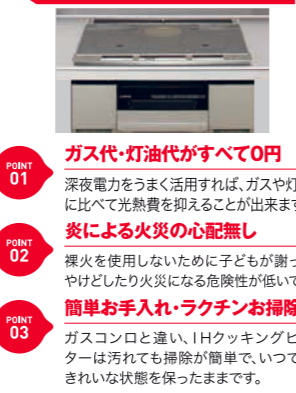 POINT
01
ガス代・灯油代がすべて0円
深夜電力をうまく活用すれば、ガスや灯
に比べて光熱費を抑えることが出来ます
POINT
02
炎による火災の心配無し
裸火を使用しないために子どもが謝っ
やけどしたり火災になる危険性が低いで
POINT
03
簡単お手入れ・ラクチンお掃除
ガスコンロと違い、IHクッキングヒ
ターは汚れても掃除が簡単で、いつで
きれいな状態を保ったままです。